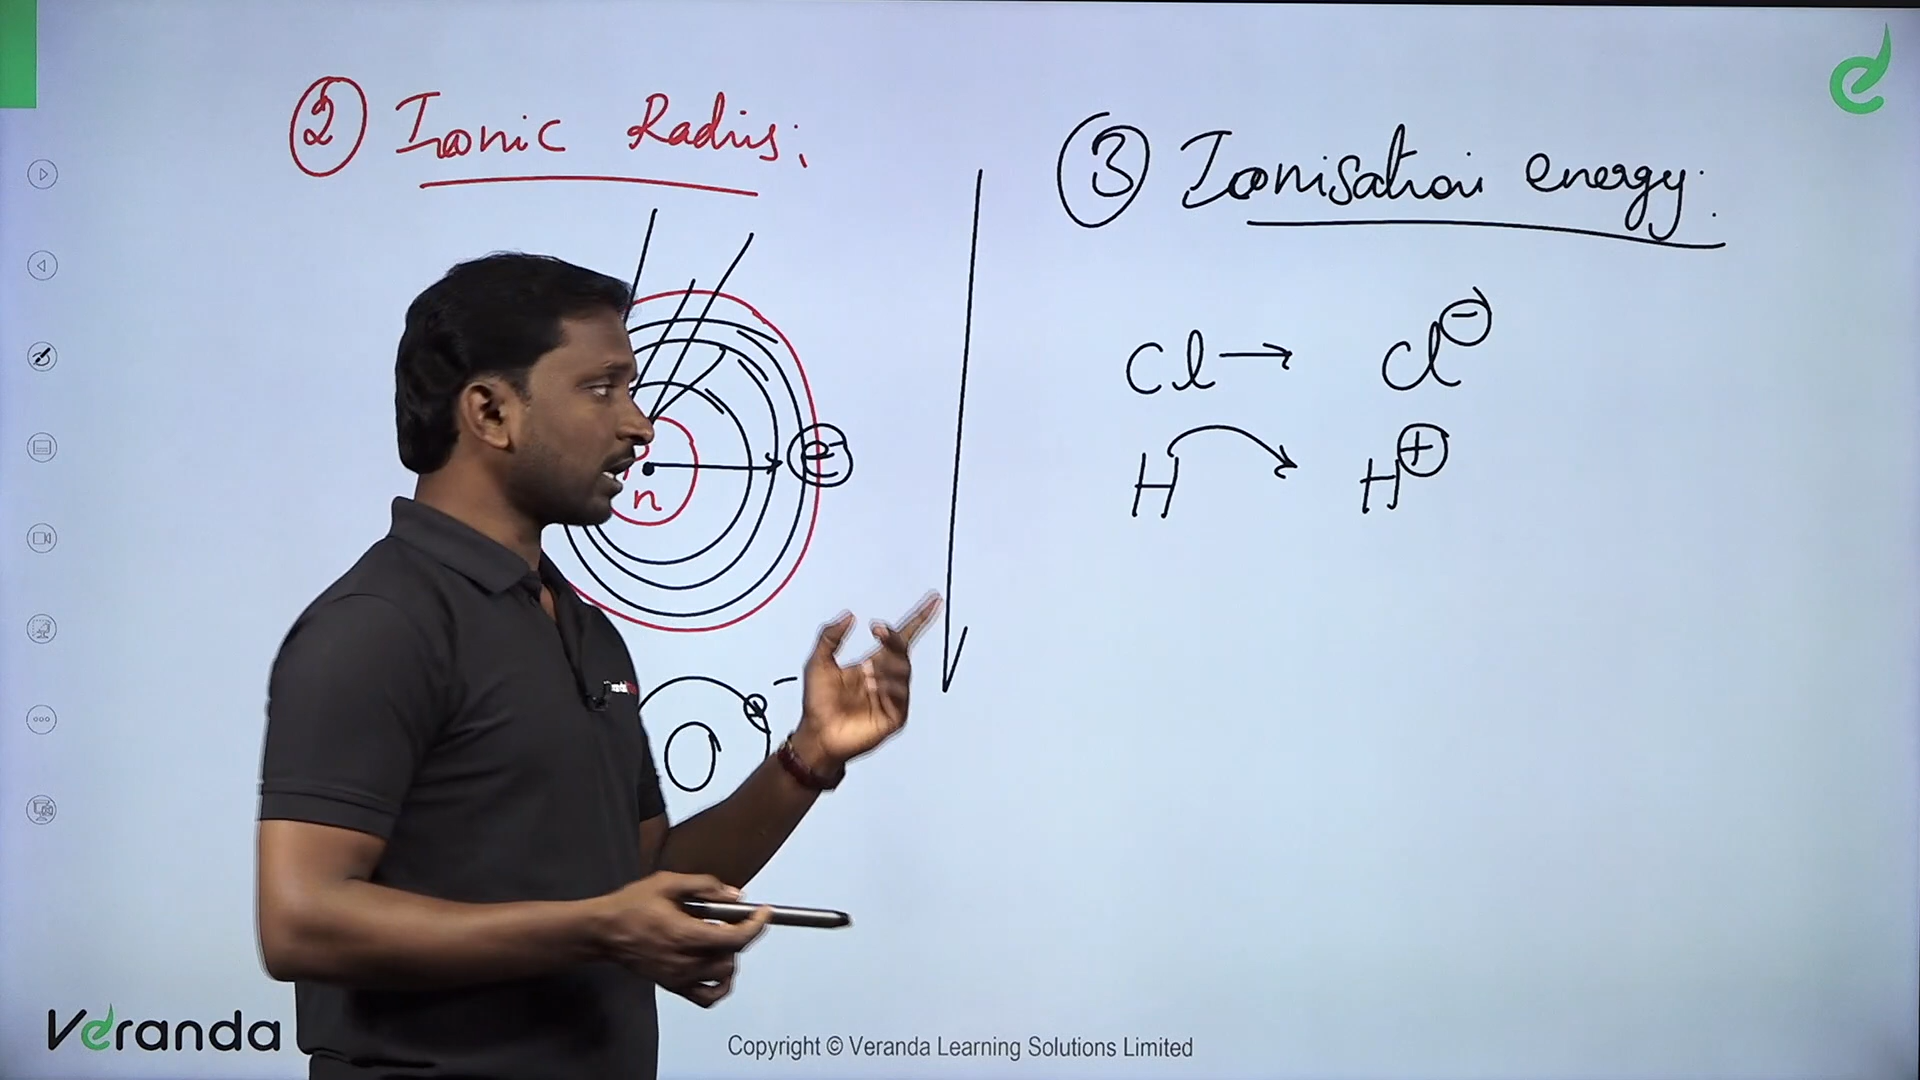 ② Ionic Radius:
n
e-
③ Ionisation energy:
Cl → Cl⊖
H → H⊕
Veranda
Copyright © Veranda Learning Solutions Limited